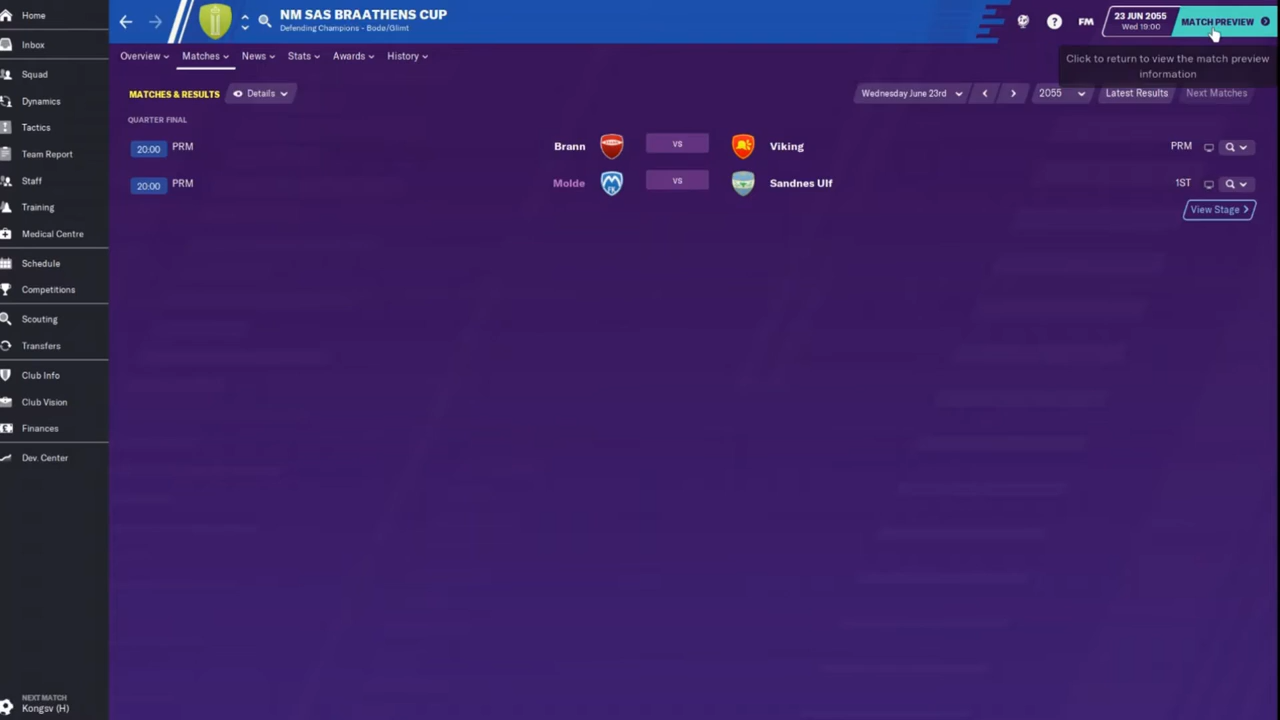 Home
NM SAS BRAATHENS CUP
Defending Champions - Bodø/Glimt
FM
23 JUN 2055
Wed 19:00
MATCH PREVIEW
Click to return to view the match preview
information
Inbox
Squad
Dynamics
Tactics
Team Report
Staff
Training
Medical Centre
Schedule
Competitions
Scouting
Transfers
Club Info
Club Vision
Finances
Dev. Center
NEXT MATCH
Kongsv (H)
Overview
Matches
News
Stats
Awards
History
MATCHES & RESULTS
Details
Wednesday June 23rd
2055
Latest Results
Next Matches
QUARTER FINAL
20:00 PRM Brann vs Viking PRM
20:00 PRM Molde vs Sandnes Ulf 1ST
View Stage